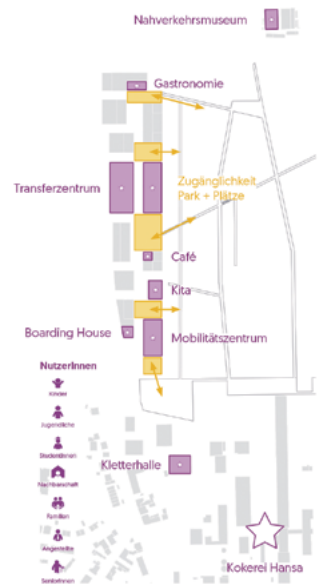 Nahverkehrsmuseum
Gastronomie
Transferzentrum
Zugänglichkeit
Park + Plätze
Café
Kita
Boarding House
Mobilitätszentrum
NutzerInnen
Kinder
Jugendliche
StudentInnen
Nachbarschaft
Familien
Angestellte
SeniorInnen
Kletterhalle
Kokerei Hansa